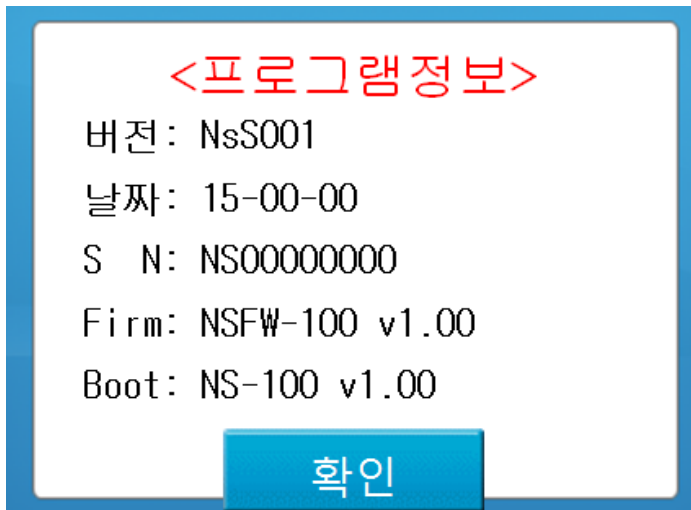 <프로그램정보>
버전: NsS001
날짜: 15-00-00
S N: NS00000000
Firm: NSFW-100 v1.00
Boot: NS-100 v1.00
확인